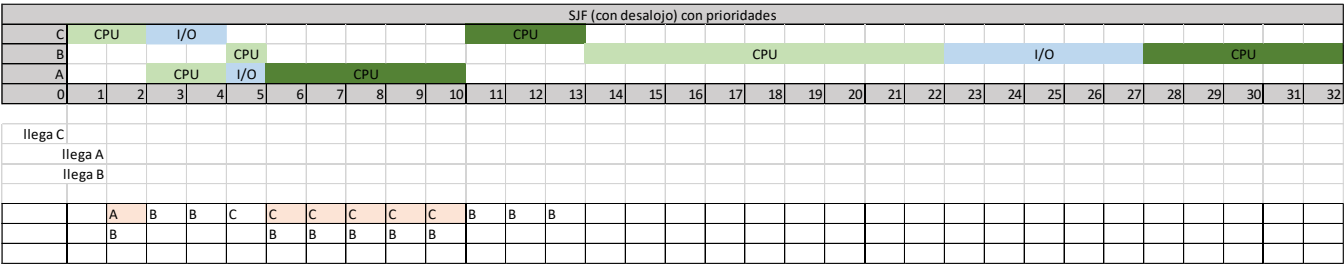 SJF (con desalojo) con prioridades
C CPU I/O CPU
B CPU CPU I/O CPU
A CPU I/O CPU
0 1 2 3 4 5 6 7 8 9 10 11 12 13 14 15 16 17 18 19 20 21 22 23 24 25 26 27 28 29 30 31 32
llega C
llega A
llega B
A B B C C C C C C B B B
B B B B B B